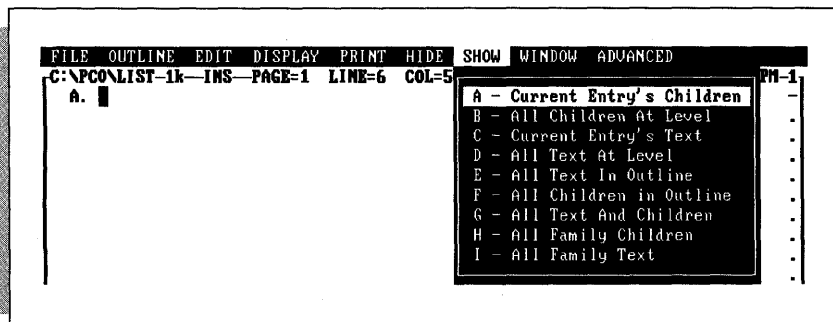 FILE OUTLINE EDIT DISPLAY PRINT HIDE SHOW WINDOW ADVANCED
C:\PCO\LIST—1k—INS—PAGE=1 LINE=6 COL=5 PM—1
A.
A - Current Entry's Children
B - All Children At Level
C - Current Entry's Text
D - All Text At Level
E - All Text In Outline
F - All Children in Outline
G - All Text And Children
H - All Family Children
I - All Family Text